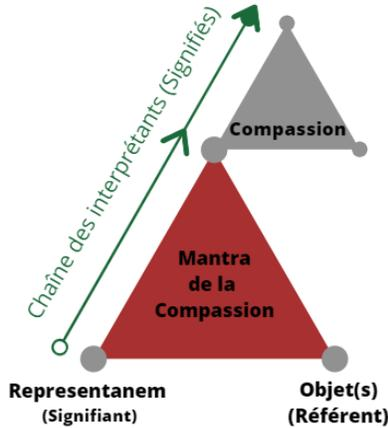 Chaîne des interprétants (Signifiés)
Compassion
Mantra
de la
Compassion
Representanem
(Signifiant)
Objet(s)
(Référent)